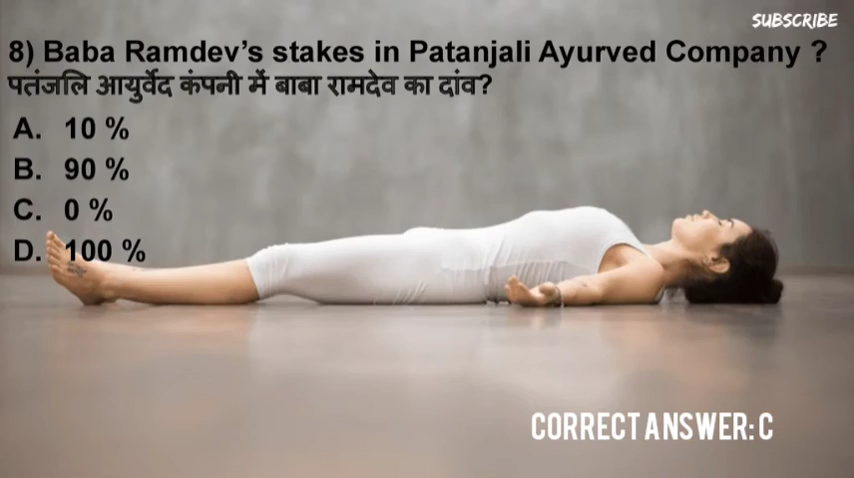 SUBSCRIBE
8) Baba Ramdev's stakes in Patanjali Ayurved Company ?
पतंजलि आयुर्वेद कंपनी में बाबा रामदेव का दांव?
A. 10 %
B. 90 %
C. 0 %
D. 100 %
CORRECT ANSWER: C